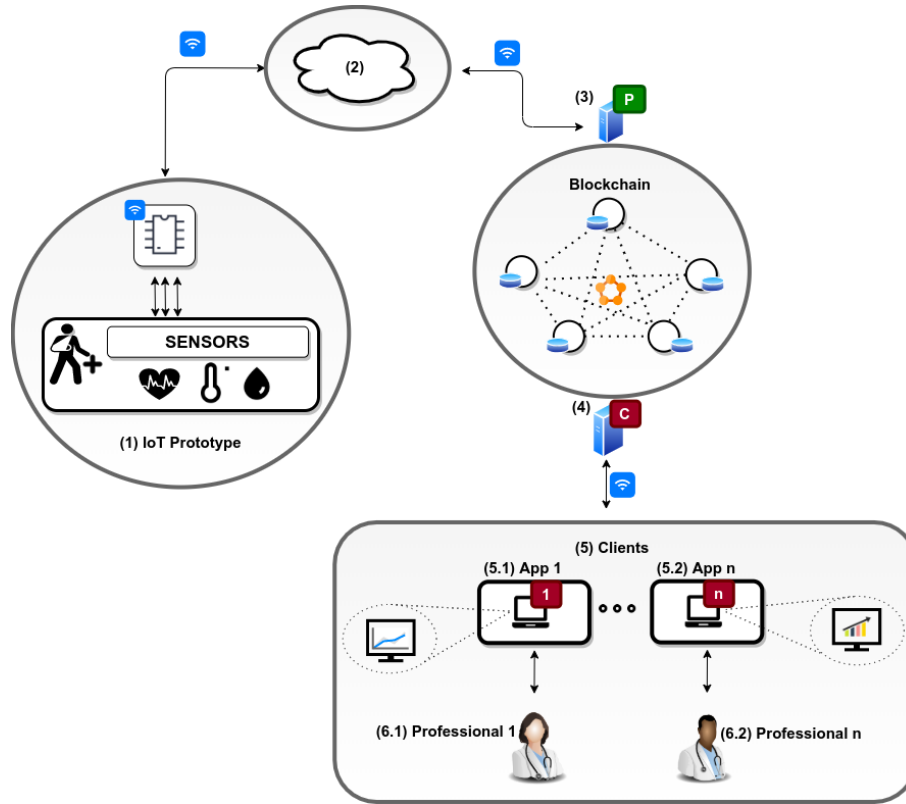 (2)
(3)
P
Blockchain
SENSORS
(1) IoT Prototype
(4)
C
(5) Clients
(5.1) App 1
(5.2) App n
1
n
(6.1) Professional 1
(6.2) Professional n